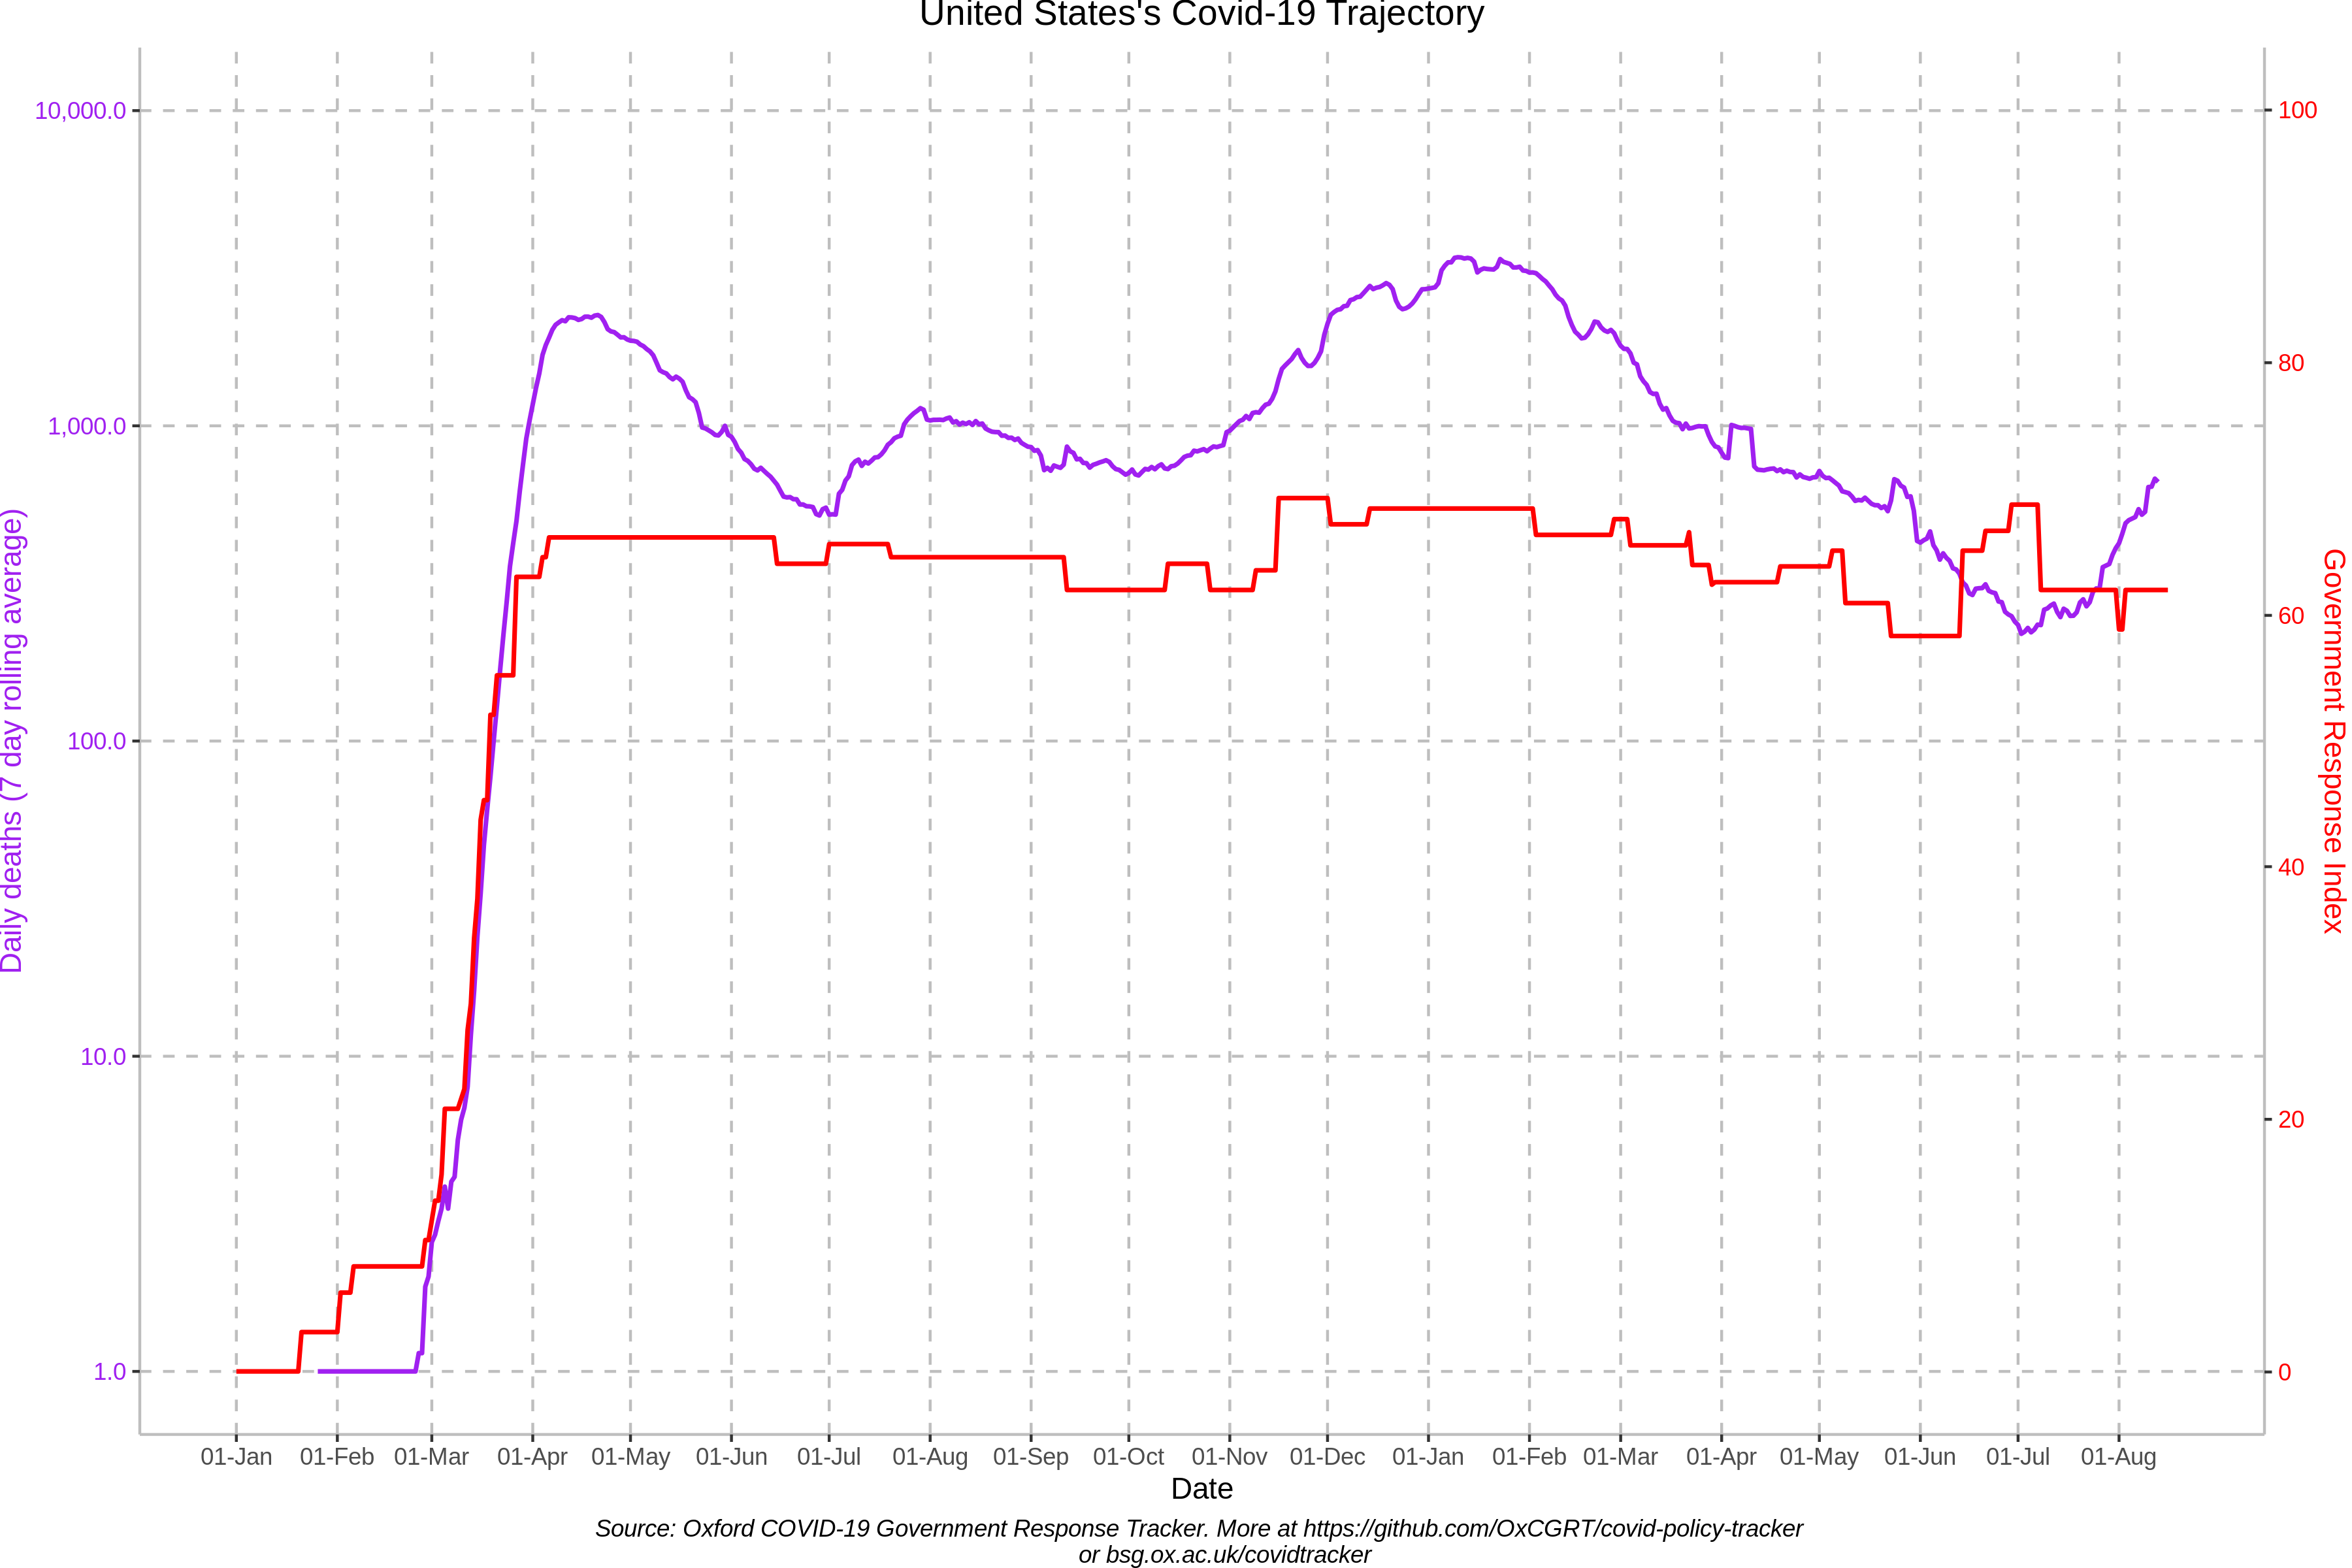 United States's Covid-19 Trajectory
10,000.0
1,000.0
100.0
10.0
1.0
Daily deaths (7 day rolling average)
100
80
60
40
20
0
Government Response Index
01-Jan 01-Feb 01-Mar 01-Apr 01-May 01-Jun 01-Jul 01-Aug 01-Sep 01-Oct 01-Nov 01-Dec 01-Jan 01-Feb 01-Mar 01-Apr 01-May 01-Jun 01-Jul 01-Aug
Date
Source: Oxford COVID-19 Government Response Tracker. More at https://github.com/OxCGRT/covid-policy-tracker
or bsg.ox.ac.uk/covidtracker